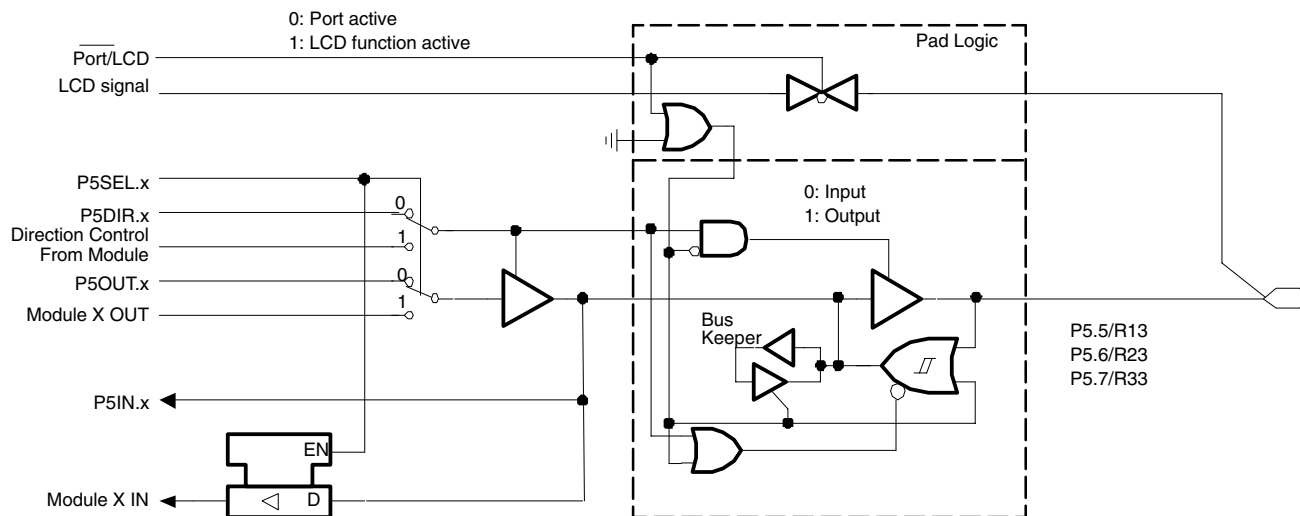 0: Port active
1: LCD function active
Pad Logic
Port/LCD
LCD signal
P5SEL.x
P5DIR.x
0
Direction Control
From Module
1
P5OUT.x
0
Module X OUT
1
0: Input
1: Output
Bus
Keeper
P5.5/R13
P5.6/R23
P5.7/R33
P5IN.x
EN
Module X IN
D